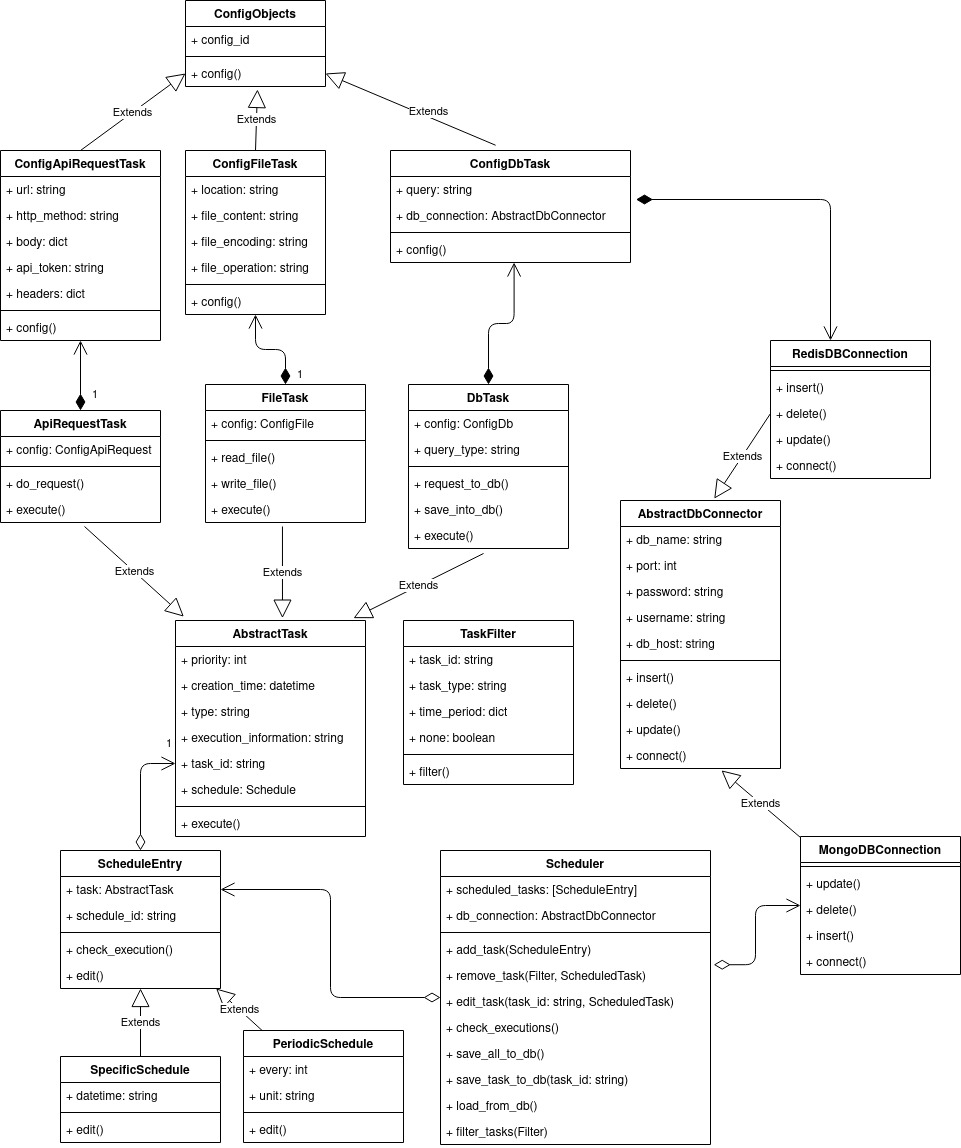 ConfigObjects
+ config_id
+ config()
Extends
Extends
Extends
ConfigApiRequestTask
+ url: string
+ http_method: string
+ body: dict
+ api_token: string
+ headers: dict
+ config()
ConfigFileTask
+ location: string
+ file_content: string
+ file_encoding: string
+ file_operation: string
+ config()
ConfigDbTask
+ query: string
+ db_connection: AbstractDbConnector
+ config()
RedisDBConnection
+ insert()
+ delete()
+ update()
+ connect()
1
ApiRequestTask
+ config: ConfigApiRequest
+ do_request()
+ execute()
1
FileTask
+ config: ConfigFile
+ read_file()
+ write_file()
+ execute()
DbTask
+ config: ConfigDb
+ query_type: string
+ request_to_db()
+ save_into_db()
+ execute()
Extends
AbstractDbConnector
+ db_name: string
+ port: int
+ password: string
+ username: string
+ db_host: string
+ insert()
+ delete()
+ update()
+ connect()
Extends
Extends
Extends
AbstractTask
+ priority: int
+ creation_time: datetime
+ type: string
+ execution_information: string
+ task_id: string
+ schedule: Schedule
+ execute()
1
TaskFilter
+ task_id: string
+ task_type: string
+ time_period: dict
+ none: boolean
+ filter()
Extends
MongoDBConnection
+ update()
+ delete()
+ insert()
+ connect()
ScheduleEntry
+ task: AbstractTask
+ schedule_id: string
+ check_execution()
+ edit()
Scheduler
+ scheduled_tasks: [ScheduleEntry]
+ db_connection: AbstractDbConnector
+ add_task(ScheduleEntry)
+ remove_task(Filter, ScheduledTask)
+ edit_task(task_id: string, ScheduledTask)
+ check_executions()
+ save_all_to_db()
+ save_task_to_db(task_id: string)
+ load_from_db()
+ filter_tasks(Filter)
Extends
Extends
SpecificSchedule
+ datetime: string
+ edit()
PeriodicSchedule
+ every: int
+ unit: string
+ edit()